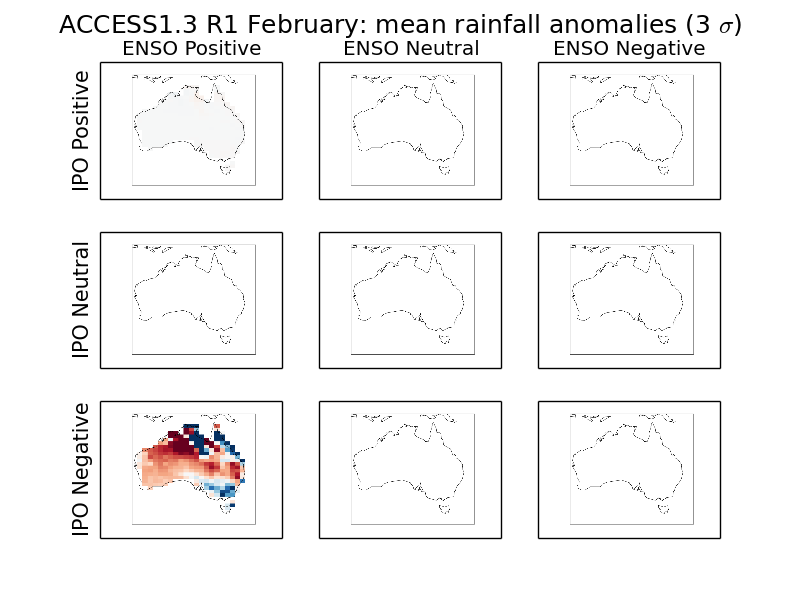 ACCESS1.3 R1 February: mean rainfall anomalies (3 σ)
ENSO Positive ENSO Neutral ENSO Negative
IPO Positive
IPO Neutral
IPO Negative